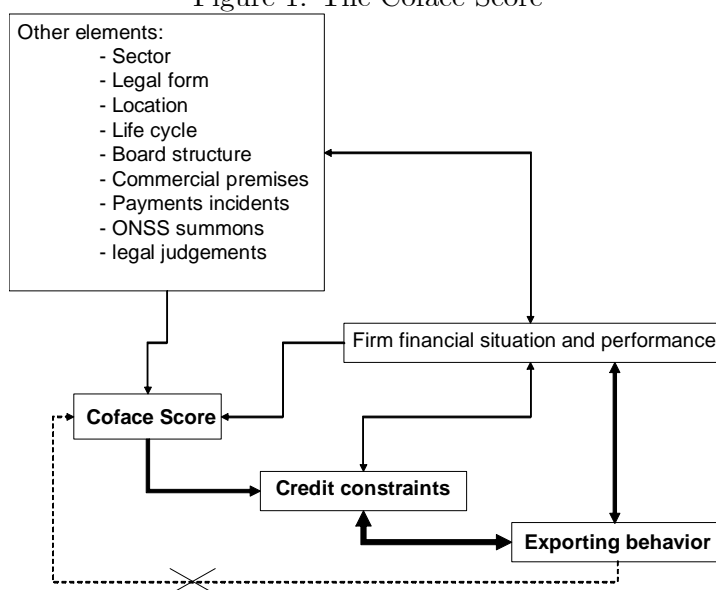 Figure 1: The Coface Score
Other elements:
- Sector
- Legal form
- Location
- Life cycle
- Board structure
- Commercial premises
- Payments incidents
- ONSS summons
- legal judgements
Firm financial situation and performance
Coface Score
Credit constraints
Exporting behavior